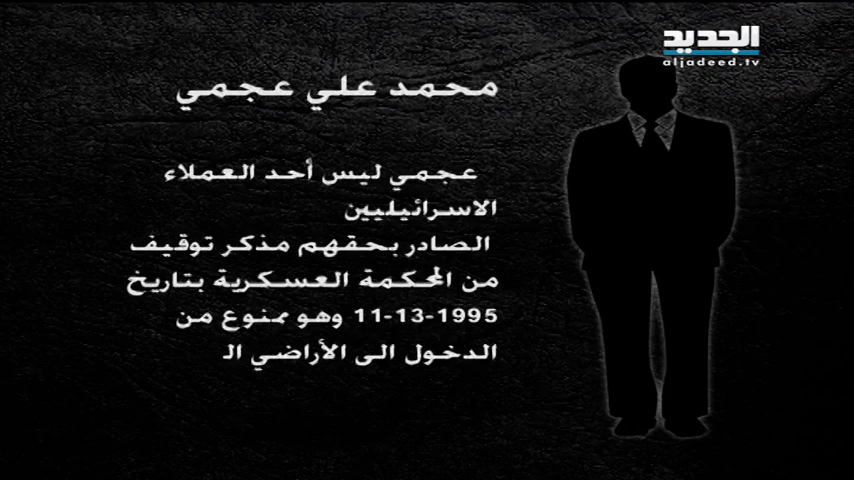 الجديد
aljadeed.tv
محمد علي عجمي
عجمي ليس أحد العملاء
الاسرائيليين
الصادر بحقهم مذكر توقيف
من المحكمة العسكرية بتاريخ
11-13-1995 وهو ممنوع من
الدخول الى الأراضي الـ